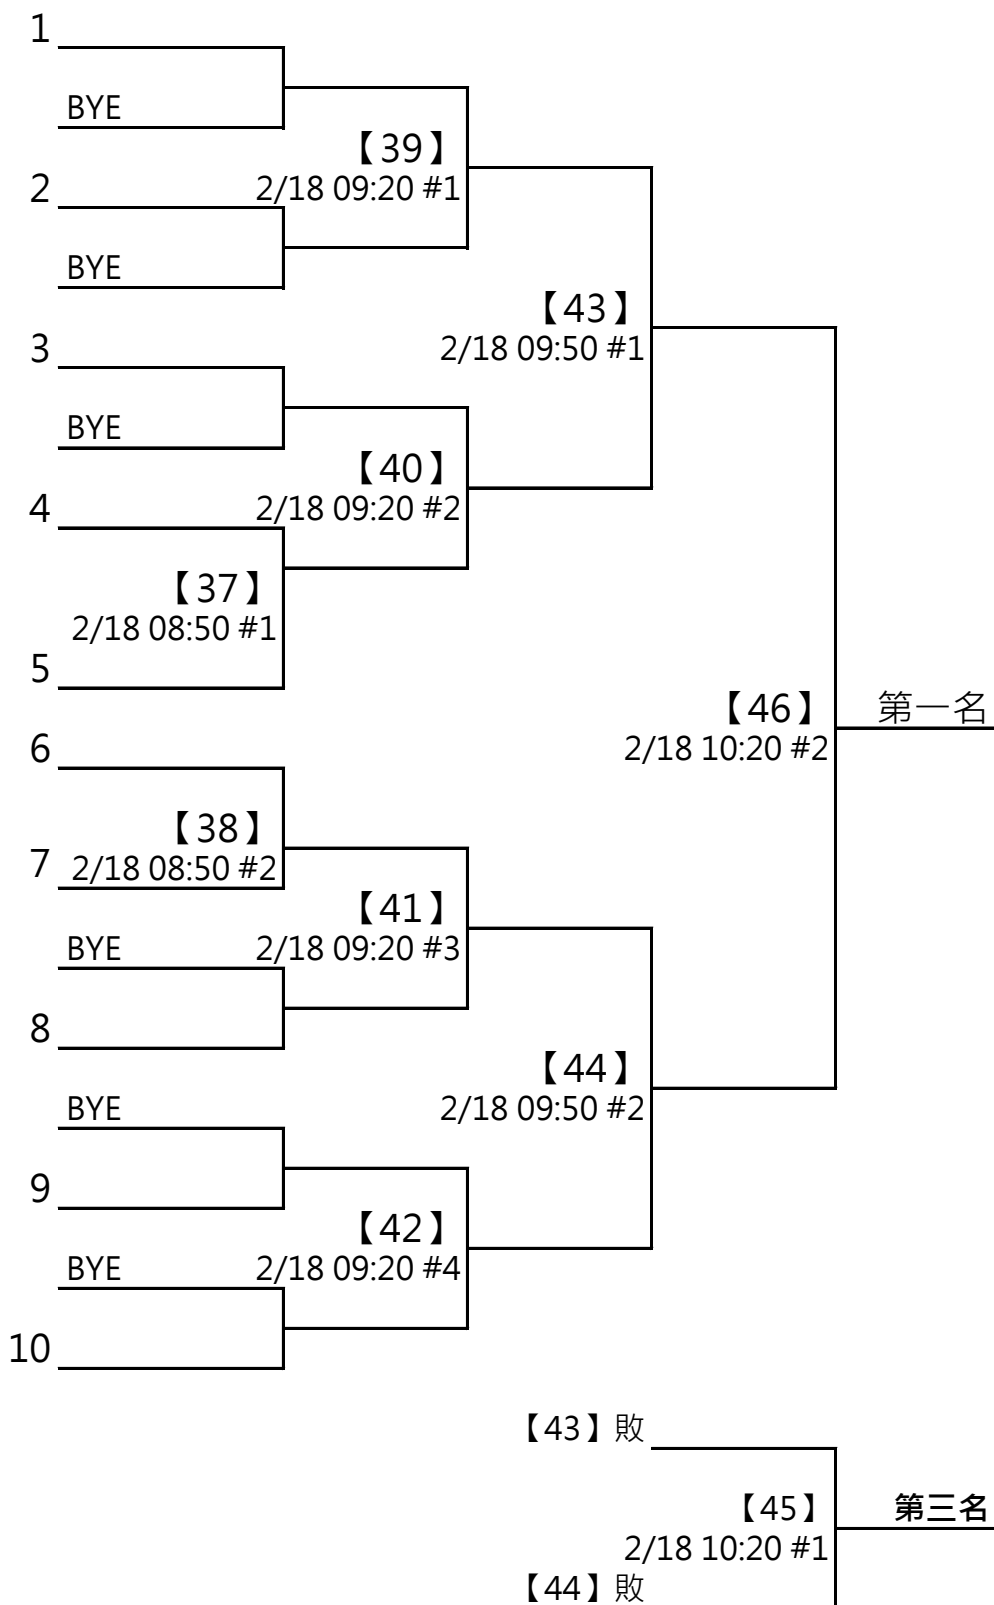 1
BYE
【39】
2/18 09:20 #1
2
BYE
【43】
2/18 09:50 #1
3
BYE
【40】
2/18 09:20 #2
4
【37】
2/18 08:50 #1
5
【46】
第一名
2/18 10:20 #2
6
【38】
7
2/18 08:50 #2
【41】
BYE
2/18 09:20 #3
8
【44】
BYE
2/18 09:50 #2
9
【42】
BYE
2/18 09:20 #4
10
【43】敗
【45】
第三名
2/18 10:20 #1
【44】敗